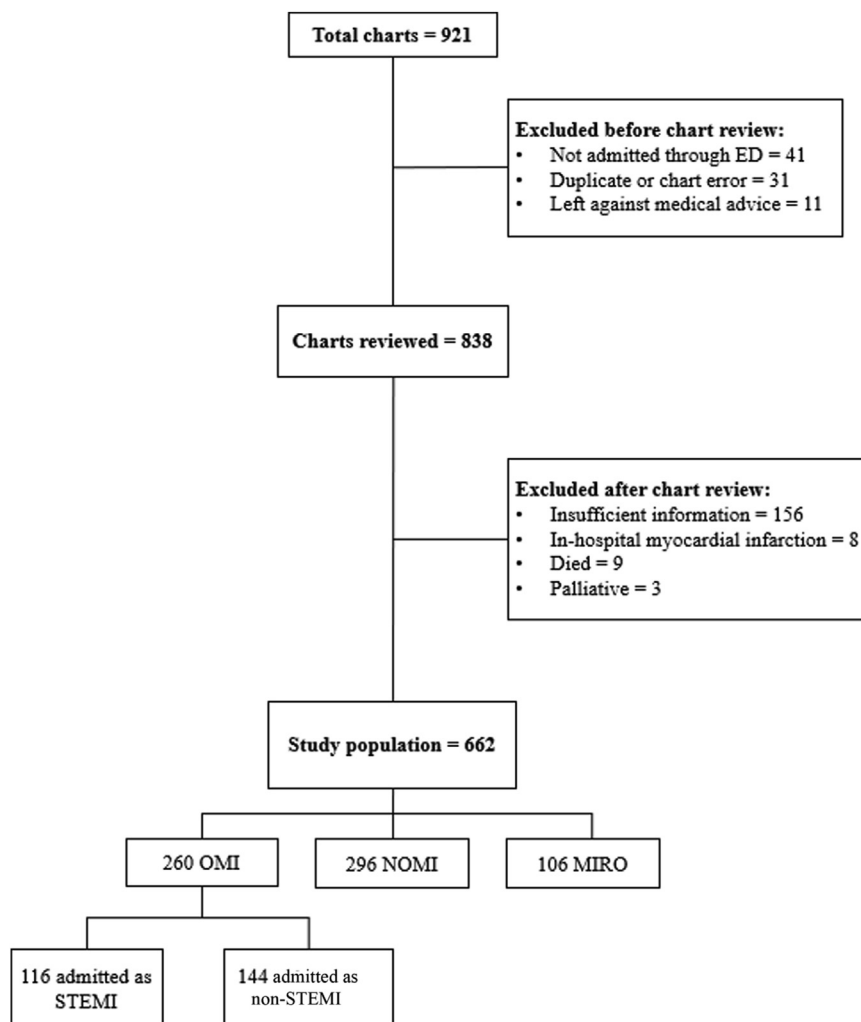 Total charts = 921
Excluded before chart review:
• Not admitted through ED = 41
• Duplicate or chart error = 31
• Left against medical advice = 11
Charts reviewed = 838
Excluded after chart review:
• Insufficient information = 156
• In-hospital myocardial infarction = 8
• Died = 9
• Palliative = 3
Study population = 662
260 OMI
296 NOMI
106 MIRO
116 admitted as
STEMI
144 admitted as
non-STEMI